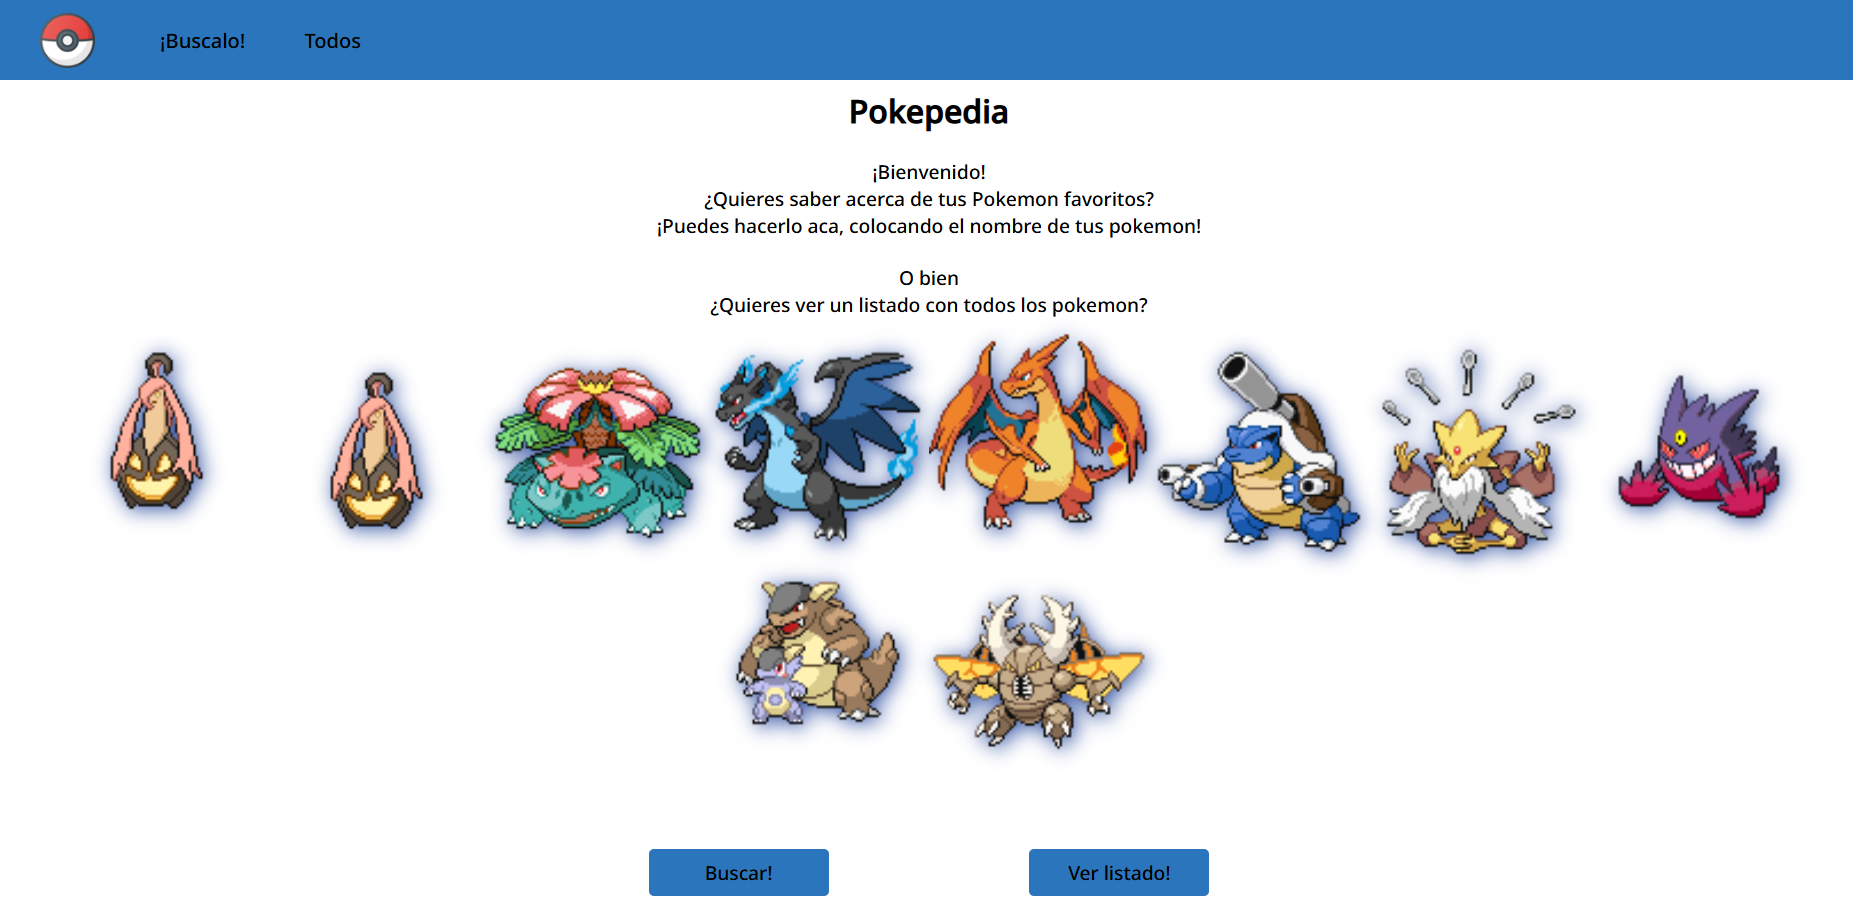 ¡Buscalo!
Todos
Pokepedia
¡Bienvenido!
¿Quieres saber acerca de tus Pokemon favoritos?
¡Puedes hacerlo aca, colocando el nombre de tus pokemon!
O bien
¿Quieres ver un listado con todos los pokemon?
Buscar!
Ver listado!